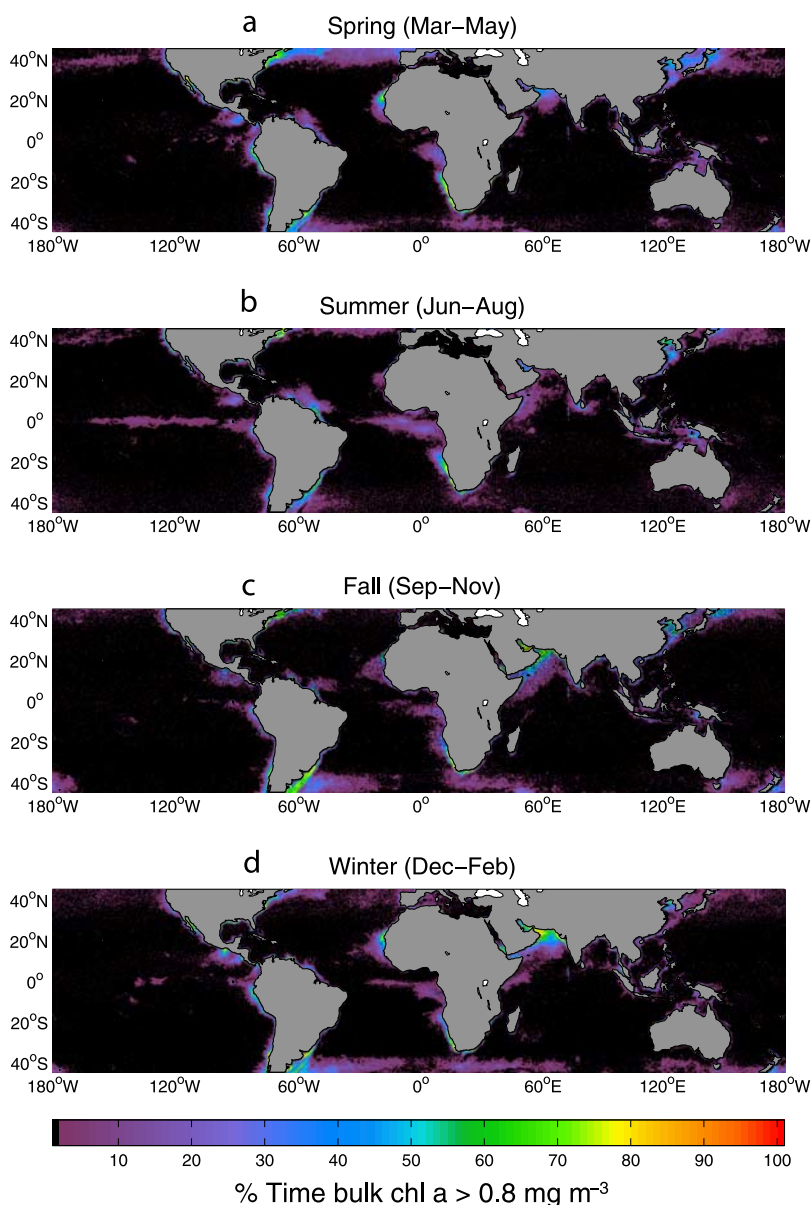 a Spring (Mar–May)
40°N
20°N
0°
20°S
40°S
180°W 120°W 60°W 0° 60°E 120°E 180°W
b Summer (Jun–Aug)
40°N
20°N
0°
20°S
40°S
180°W 120°W 60°W 0° 60°E 120°E 180°W
c Fall (Sep–Nov)
40°N
20°N
0°
20°S
40°S
180°W 120°W 60°W 0° 60°E 120°E 180°W
d Winter (Dec–Feb)
40°N
20°N
0°
20°S
40°S
180°W 120°W 60°W 0° 60°E 120°E 180°W
10 20 30 40 50 60 70 80 90 100
% Time bulk chl a > 0.8 mg m⁻³